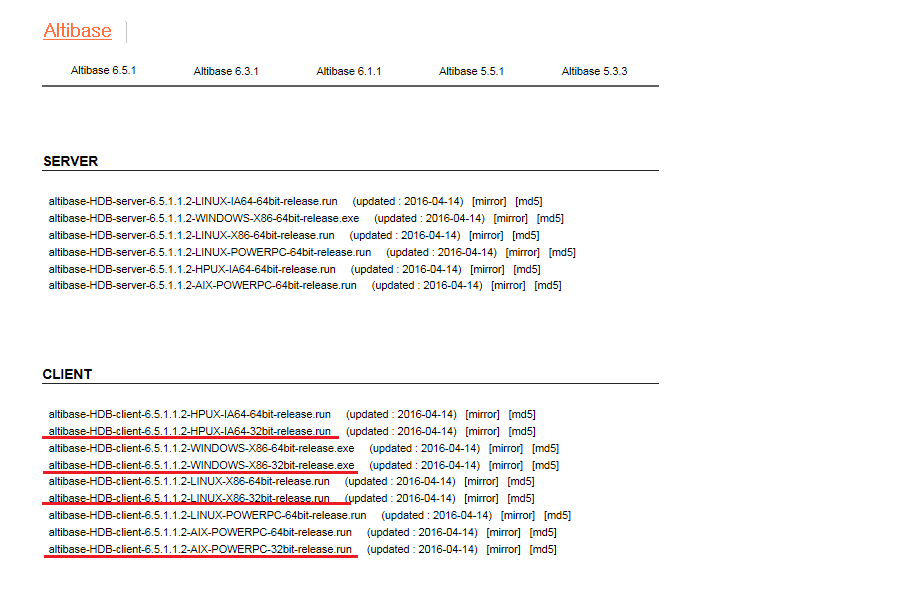 Altibase
Altibase 6.5.1 Altibase 6.3.1 Altibase 6.1.1 Altibase 5.5.1 Altibase 5.3.3
SERVER
altibase-HDB-server-6.5.1.1.2-LINUX-IA64-64bit-release.run (updated : 2016-04-14) [mirror] [md5]
altibase-HDB-server-6.5.1.1.2-WINDOWS-X86-64bit-release.exe (updated : 2016-04-14) [mirror] [md5]
altibase-HDB-server-6.5.1.1.2-LINUX-X86-64bit-release.run (updated : 2016-04-14) [mirror] [md5]
altibase-HDB-server-6.5.1.1.2-LINUX-POWERPC-64bit-release.run (updated : 2016-04-14) [mirror] [md5]
altibase-HDB-server-6.5.1.1.2-HPUX-IA64-64bit-release.run (updated : 2016-04-14) [mirror] [md5]
altibase-HDB-server-6.5.1.1.2-AIX-POWERPC-64bit-release.run (updated : 2016-04-14) [mirror] [md5]
CLIENT
altibase-HDB-client-6.5.1.1.2-HPUX-IA64-64bit-release.run (updated : 2016-04-14) [mirror] [md5]
altibase-HDB-client-6.5.1.1.2-HPUX-IA64-32bit-release.run (updated : 2016-04-14) [mirror] [md5]
altibase-HDB-client-6.5.1.1.2-WINDOWS-X86-64bit-release.exe (updated : 2016-04-14) [mirror] [md5]
altibase-HDB-client-6.5.1.1.2-WINDOWS-X86-32bit-release.exe (updated : 2016-04-14) [mirror] [md5]
altibase-HDB-client-6.5.1.1.2-LINUX-X86-64bit-release.run (updated : 2016-04-14) [mirror] [md5]
altibase-HDB-client-6.5.1.1.2-LINUX-X86-32bit-release.run (updated : 2016-04-14) [mirror] [md5]
altibase-HDB-client-6.5.1.1.2-LINUX-POWERPC-64bit-release.run (updated : 2016-04-14) [mirror] [md5]
altibase-HDB-client-6.5.1.1.2-AIX-POWERPC-64bit-release.run (updated : 2016-04-14) [mirror] [md5]
altibase-HDB-client-6.5.1.1.2-AIX-POWERPC-32bit-release.run (updated : 2016-04-14) [mirror] [md5]